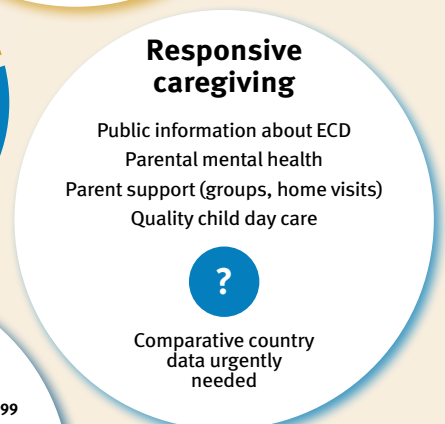 Responsive
caregiving
Public information about ECD
Parental mental health
Parent support (groups, home visits)
Quality child day care
?
Comparative country
data urgently
needed
99